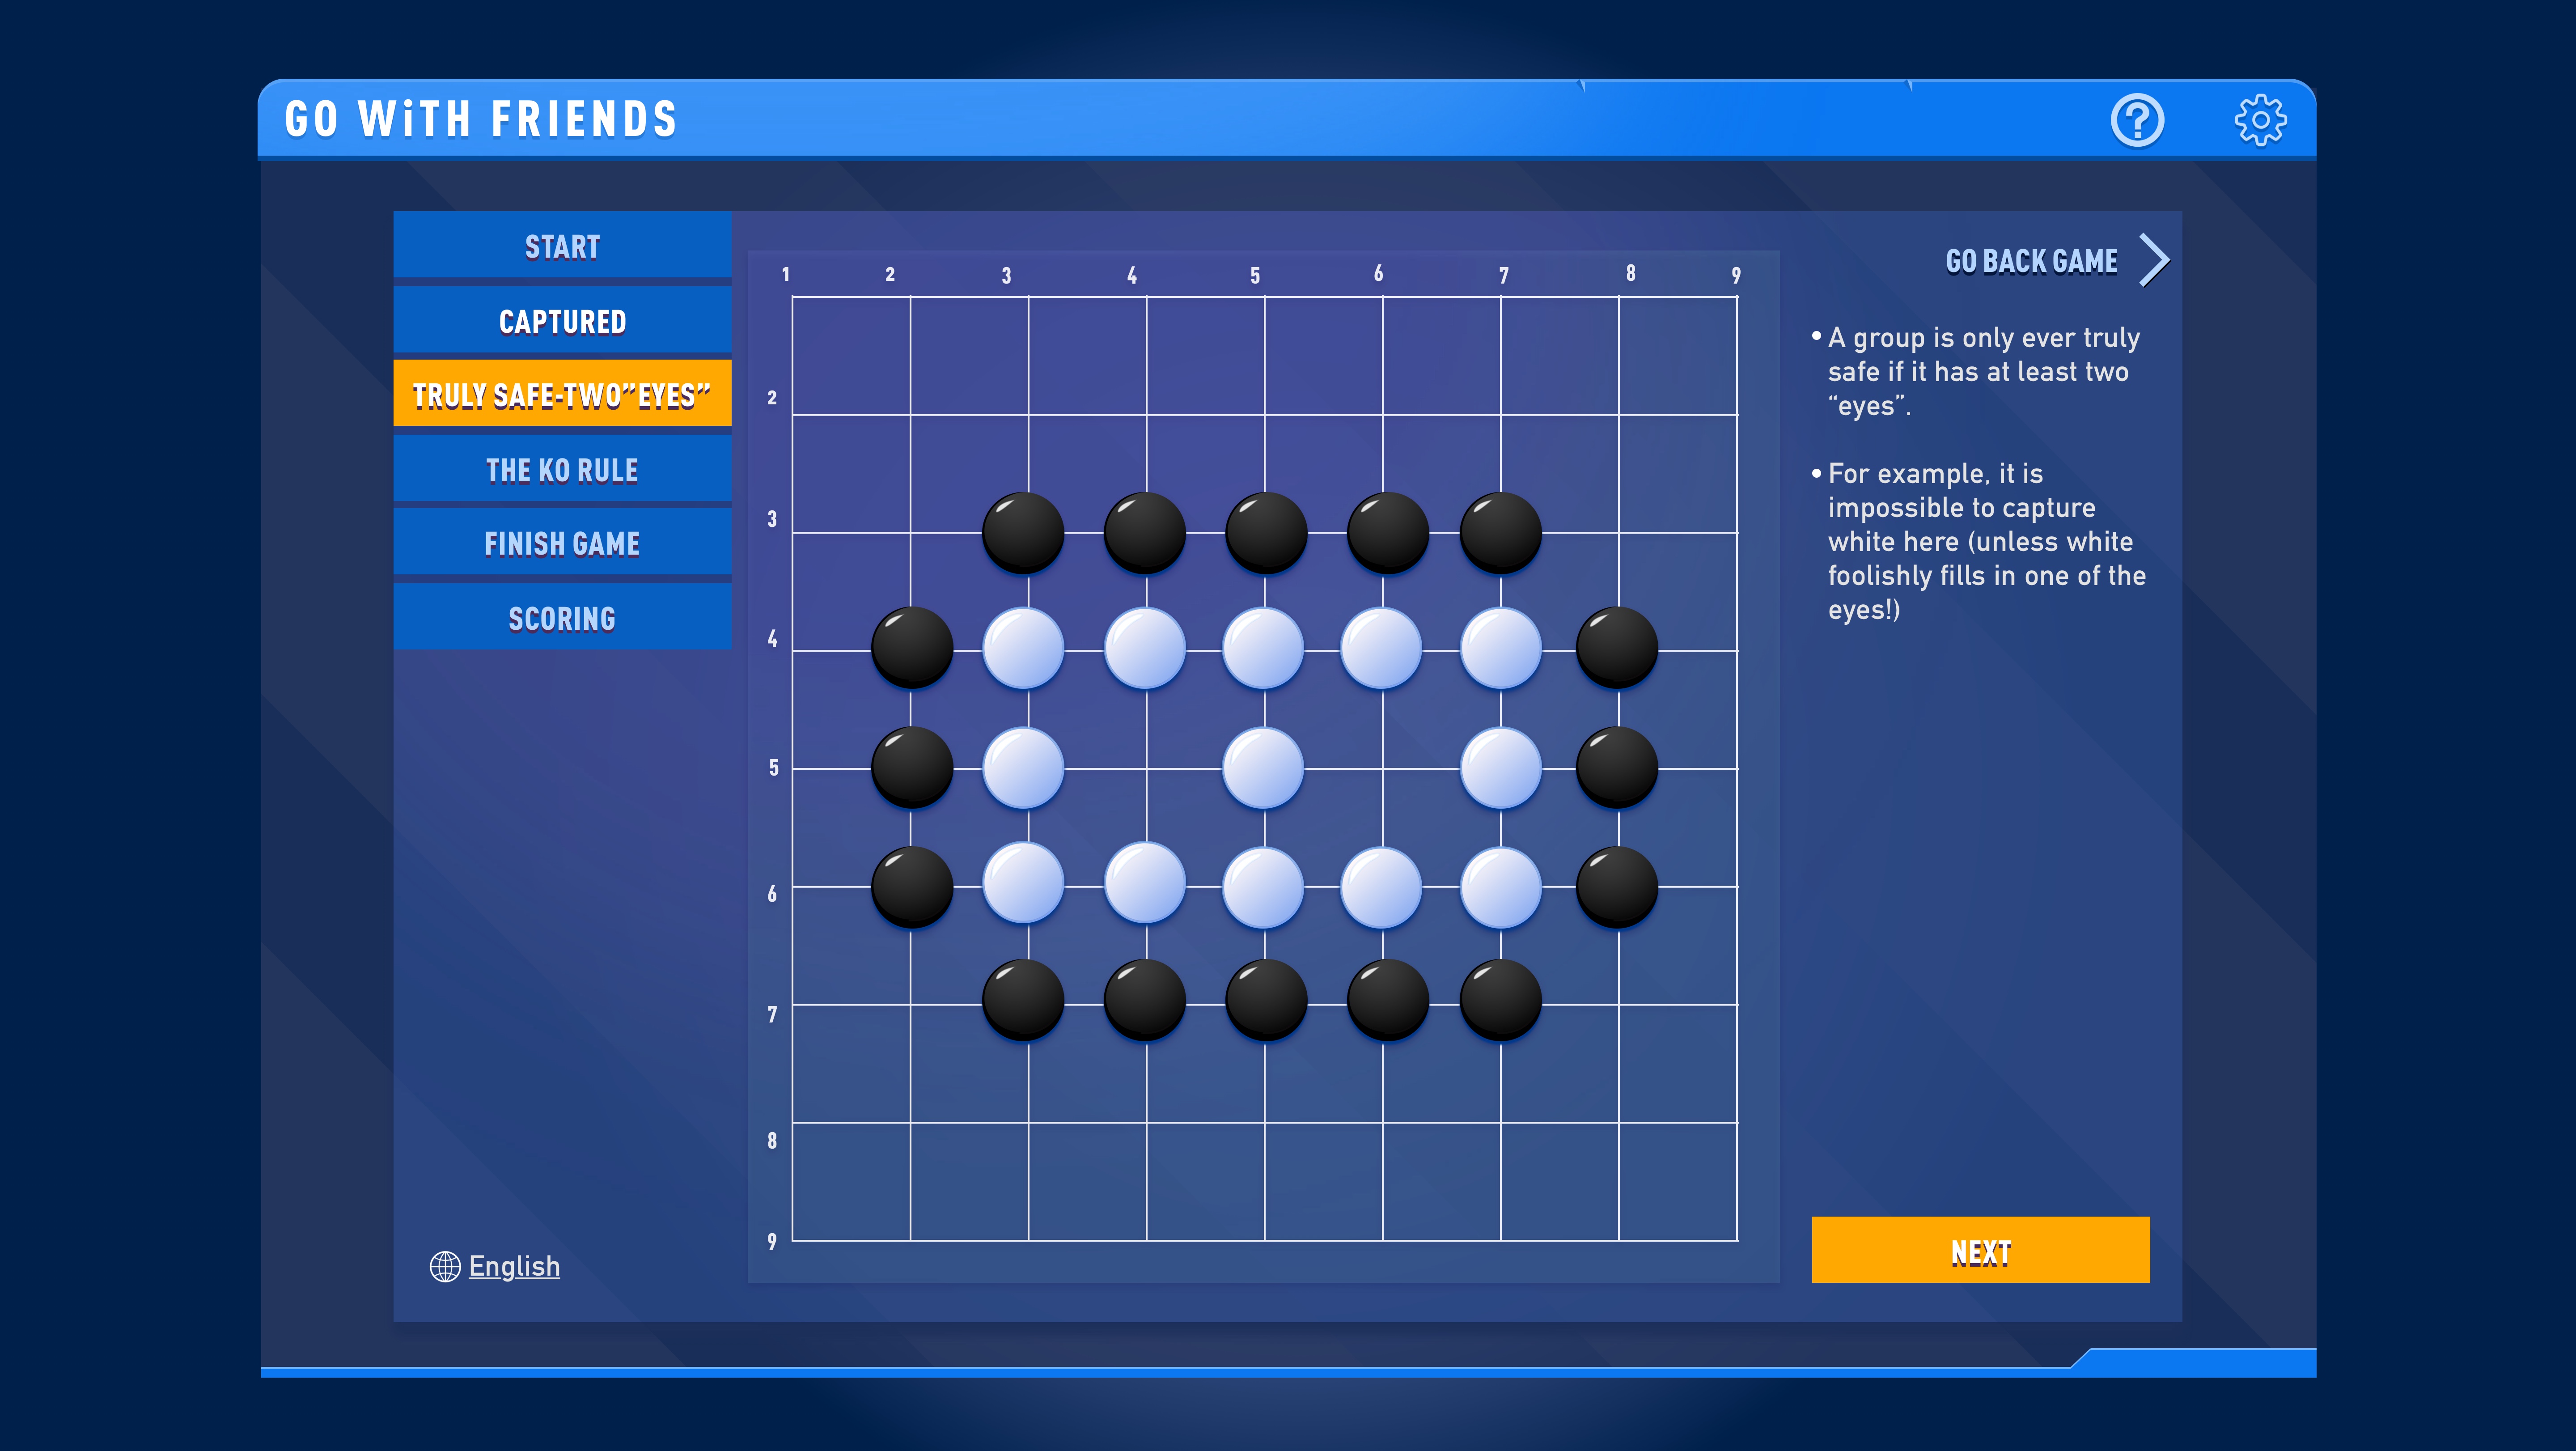 GO WiTH FRIENDS
START
CAPTURED
TRULY SAFE-TWO”EYES”
THE KO RULE
FINISH GAME
SCORING
English
1 2 3 4 5 6 7 8 9
2
3
4
5
6
7
8
9
GO BACK GAME
• A group is only ever truly
safe if it has at least two
“eyes”.
• For example, it is
impossible to capture
white here (unless white
foolishly fills in one of the
eyes!)
NEXT